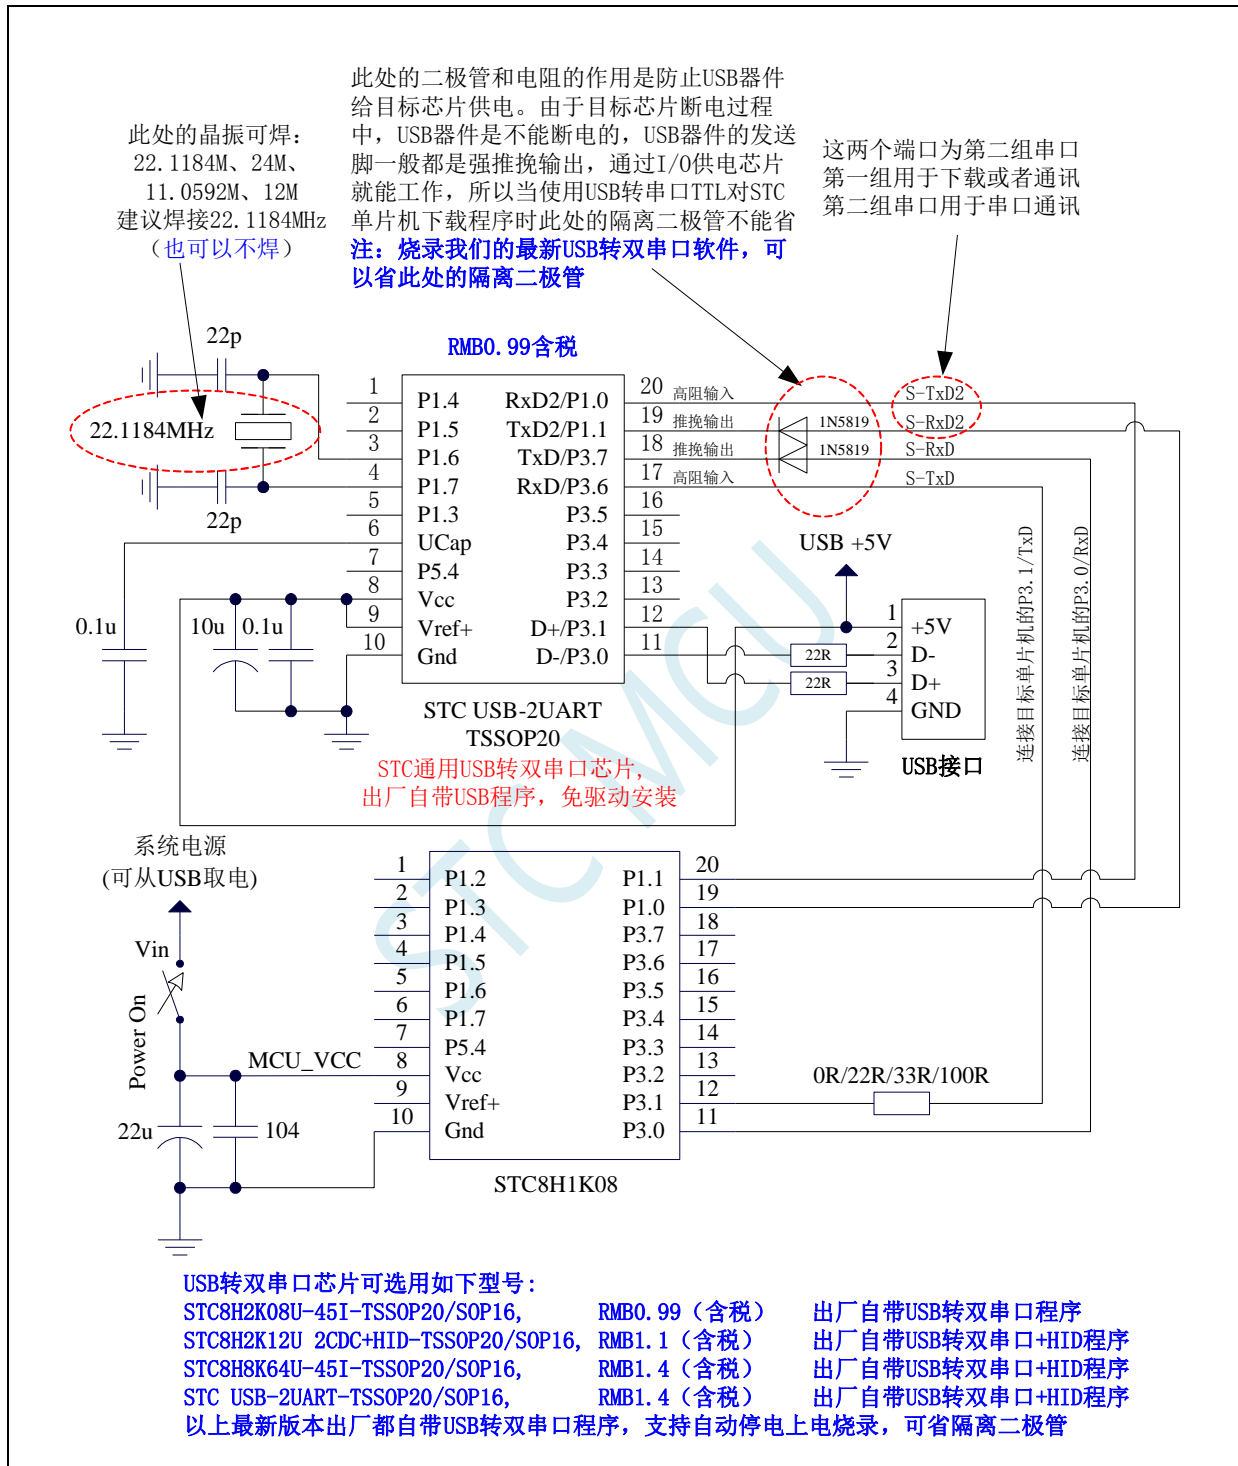 此处的晶振可焊:
22.1184M、24M、
11.0592M、12M
建议焊接22.1184MHz
（也可以不焊）
此处的二极管和电阻的作用是防止USB器件
给目标芯片供电。由于目标芯片断电过程
中，USB器件是不能断电的，USB器件的发送
脚一般都是强推挽输出，通过I/O供电芯片
就能工作，所以当使用USB转串口TTL对STC
单片机下载程序时此处的隔离二极管不能省
注：烧录我们的最新USB转双串口软件，可
以省此处的隔离二极管
这两个端口为第二组串口
第一组用于下载或者通讯
第二组串口用于串口通讯
22p
22.1184MHz
22p
RMB0.99含税
1 P1.4 RxD2/P1.0 20 高阻输入 S-TxD2
2 P1.5 TxD2/P1.1 19 推挽输出 1N5819 S-RxD2
3 P1.6 TxD/P3.7 18 推挽输出 1N5819 S-RxD
4 P1.7 RxD/P3.6 17 高阻输入 S-TxD
5 P1.3 P3.5 16
6 UCap P3.4 15
7 P5.4 P3.3 14
8 Vcc P3.2 13
9 Vref+ D+/P3.1 12
10 Gnd D-/P3.0 11
0.1u
10u
0.1u
22R
22R
USB +5V
1 +5V
2 D-
3 D+
4 GND
USB接口
连接目标单片机的P3.1/TxD
连接目标单片机的P3.0/RxD
STC USB-2UART
TSSOP20
STC通用USB转双串口芯片,
出厂自带USB程序，免驱动安装
STC MCU
系统电源
(可从USB取电)
Vin
Power On
MCU_VCC
22u
104
1 P1.2 P1.1 20
2 P1.3 P1.0 19
3 P1.4 P3.7 18
4 P1.5 P3.6 17
5 P1.6 P3.5 16
6 P1.7 P3.4 15
7 P5.4 P3.3 14
8 Vcc P3.2 13
9 Vref+ P3.1 12
10 Gnd P3.0 11
0R/22R/33R/100R
STC8H1K08
USB转双串口芯片可选用如下型号:
STC8H2K08U-45I-TSSOP20/SOP16, RMB0.99（含税） 出厂自带USB转双串口程序
STC8H2K12U 2CDC+HID-TSSOP20/SOP16, RMB1.1（含税） 出厂自带USB转双串口+HID程序
STC8H8K64U-45I-TSSOP20/SOP16, RMB1.4（含税） 出厂自带USB转双串口+HID程序
STC USB-2UART-TSSOP20/SOP16, RMB1.4（含税） 出厂自带USB转双串口+HID程序
以上最新版本出厂都自带USB转双串口程序，支持自动停电上电烧录，可省隔离二极管